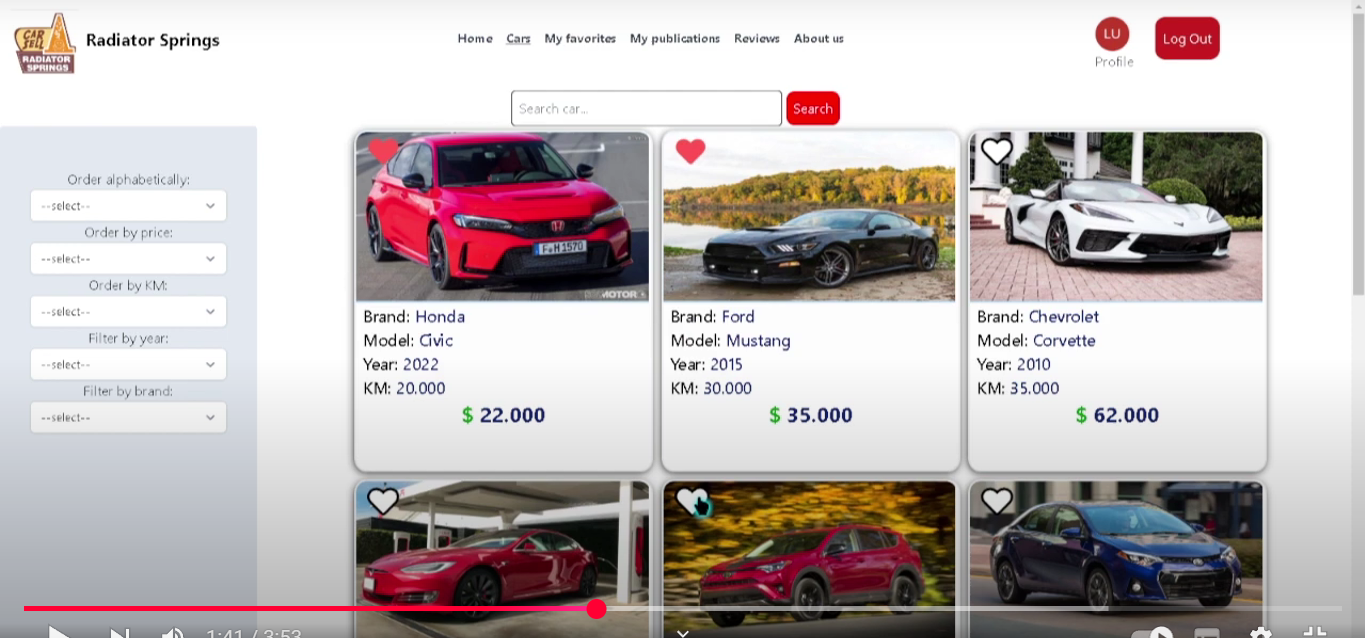 CAR
SELL
RADIATOR
SPRINGS
Radiator Springs
Home Cars My favorites My publications Reviews About us
LU
Profile
Log Out
Search car...
Search
Order alphabetically:
--select--
Order by price:
--select--
Order by KM:
--select--
Filter by year:
--select--
Filter by brand:
--select--
F·H 1570
MOTOR
Brand: Honda
Model: Civic
Year: 2022
KM: 20.000
$ 22.000
Brand: Ford
Model: Mustang
Year: 2015
KM: 30.000
$ 35.000
Brand: Chevrolet
Model: Corvette
Year: 2010
KM: 35.000
$ 62.000
1:41 / 3:53